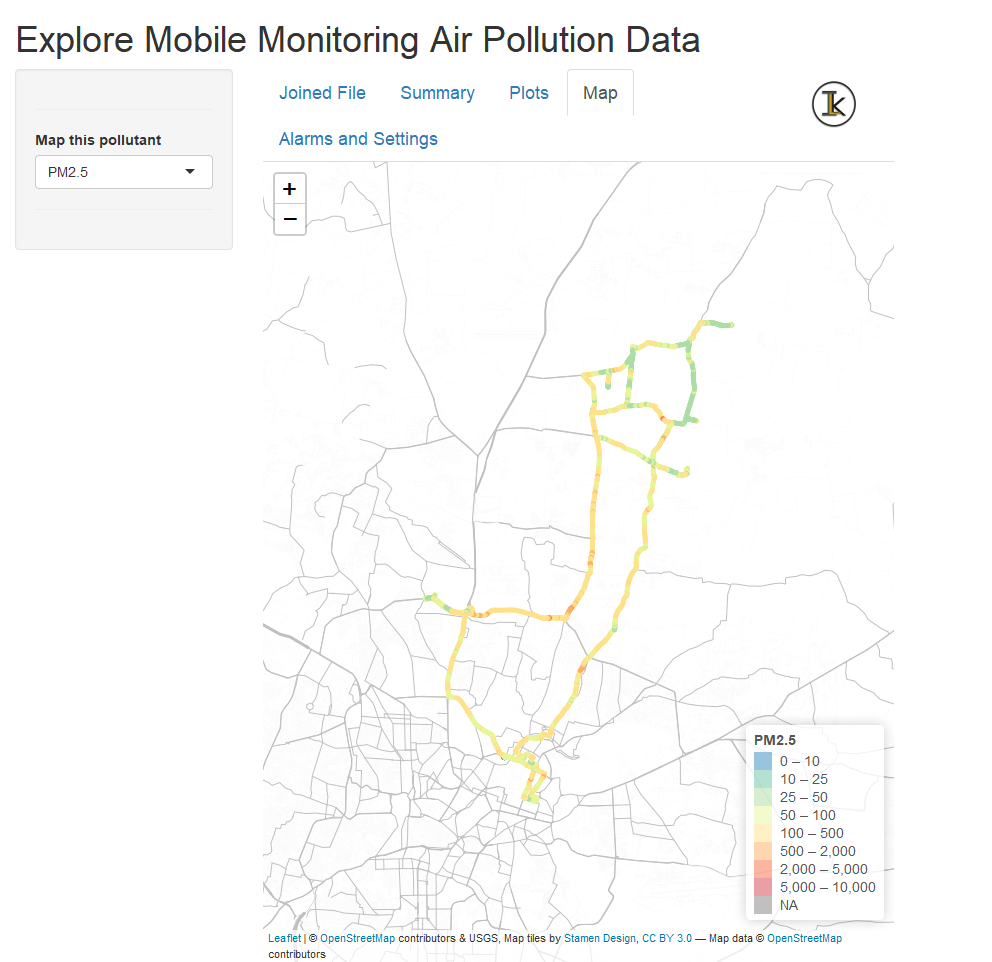 Explore Mobile Monitoring Air Pollution Data
Map this pollutant
PM2.5
Joined File Summary Plots Map
Alarms and Settings
k
+
−
PM2.5
0 – 10
10 – 25
25 – 50
50 – 100
100 – 500
500 – 2,000
2,000 – 5,000
5,000 – 10,000
NA
Leaflet | © OpenStreetMap contributors & USGS, Map tiles by Stamen Design, CC BY 3.0 — Map data © OpenStreetMap
contributors